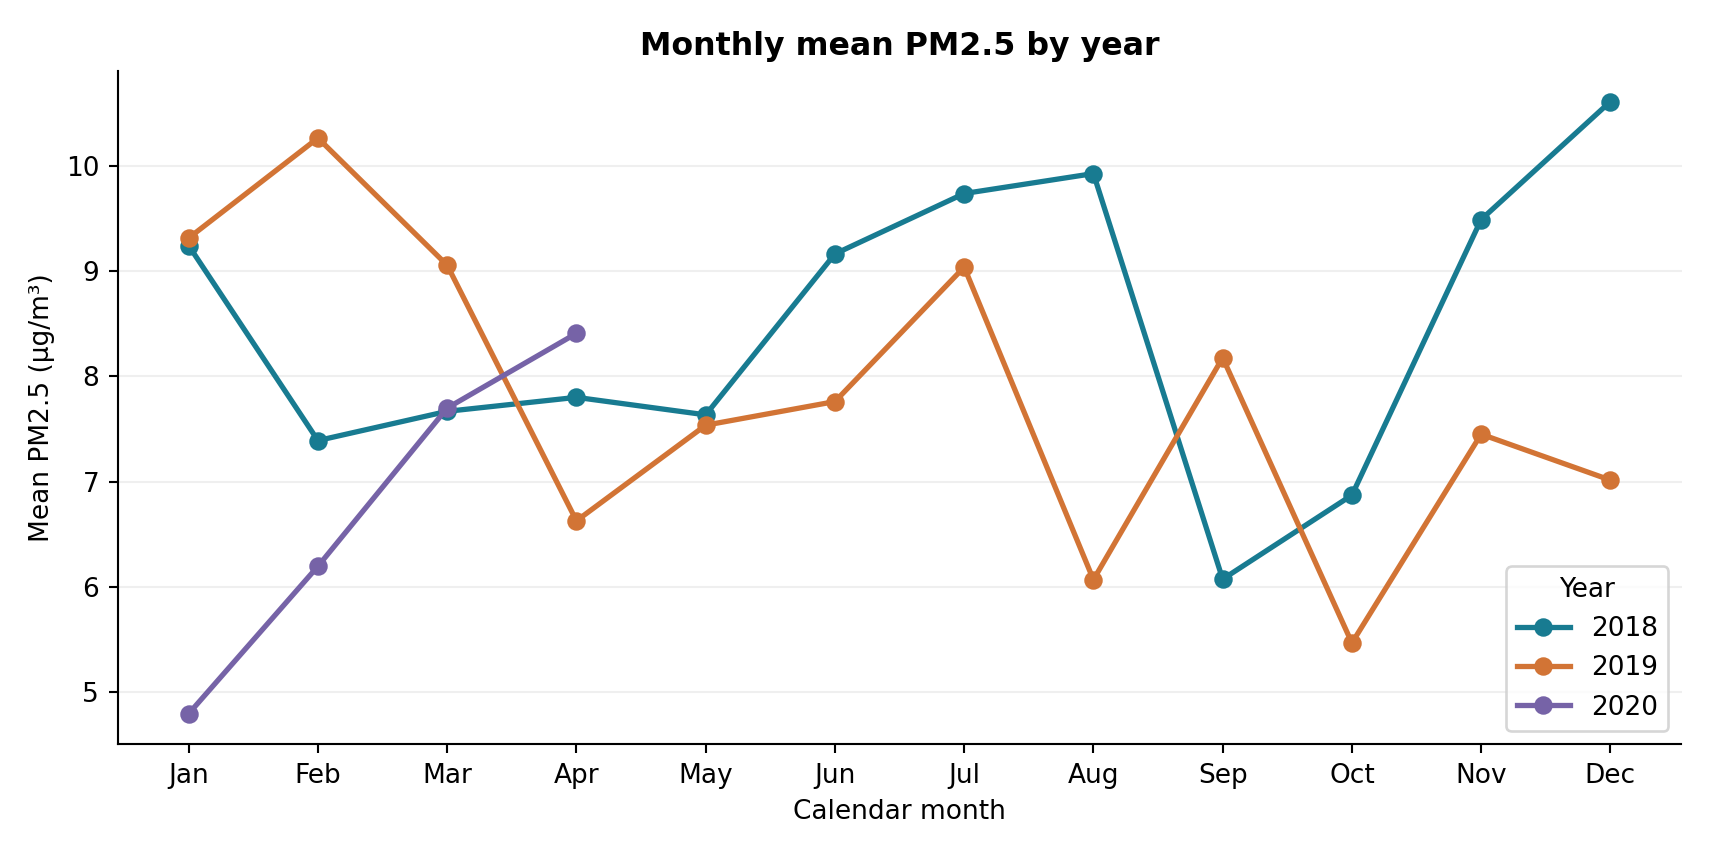 Monthly mean PM2.5 by year
Mean PM2.5 (µg/m³)
10
9
8
7
6
5
Jan Feb Mar Apr May Jun Jul Aug Sep Oct Nov Dec
Calendar month
Year
2018
2019
2020